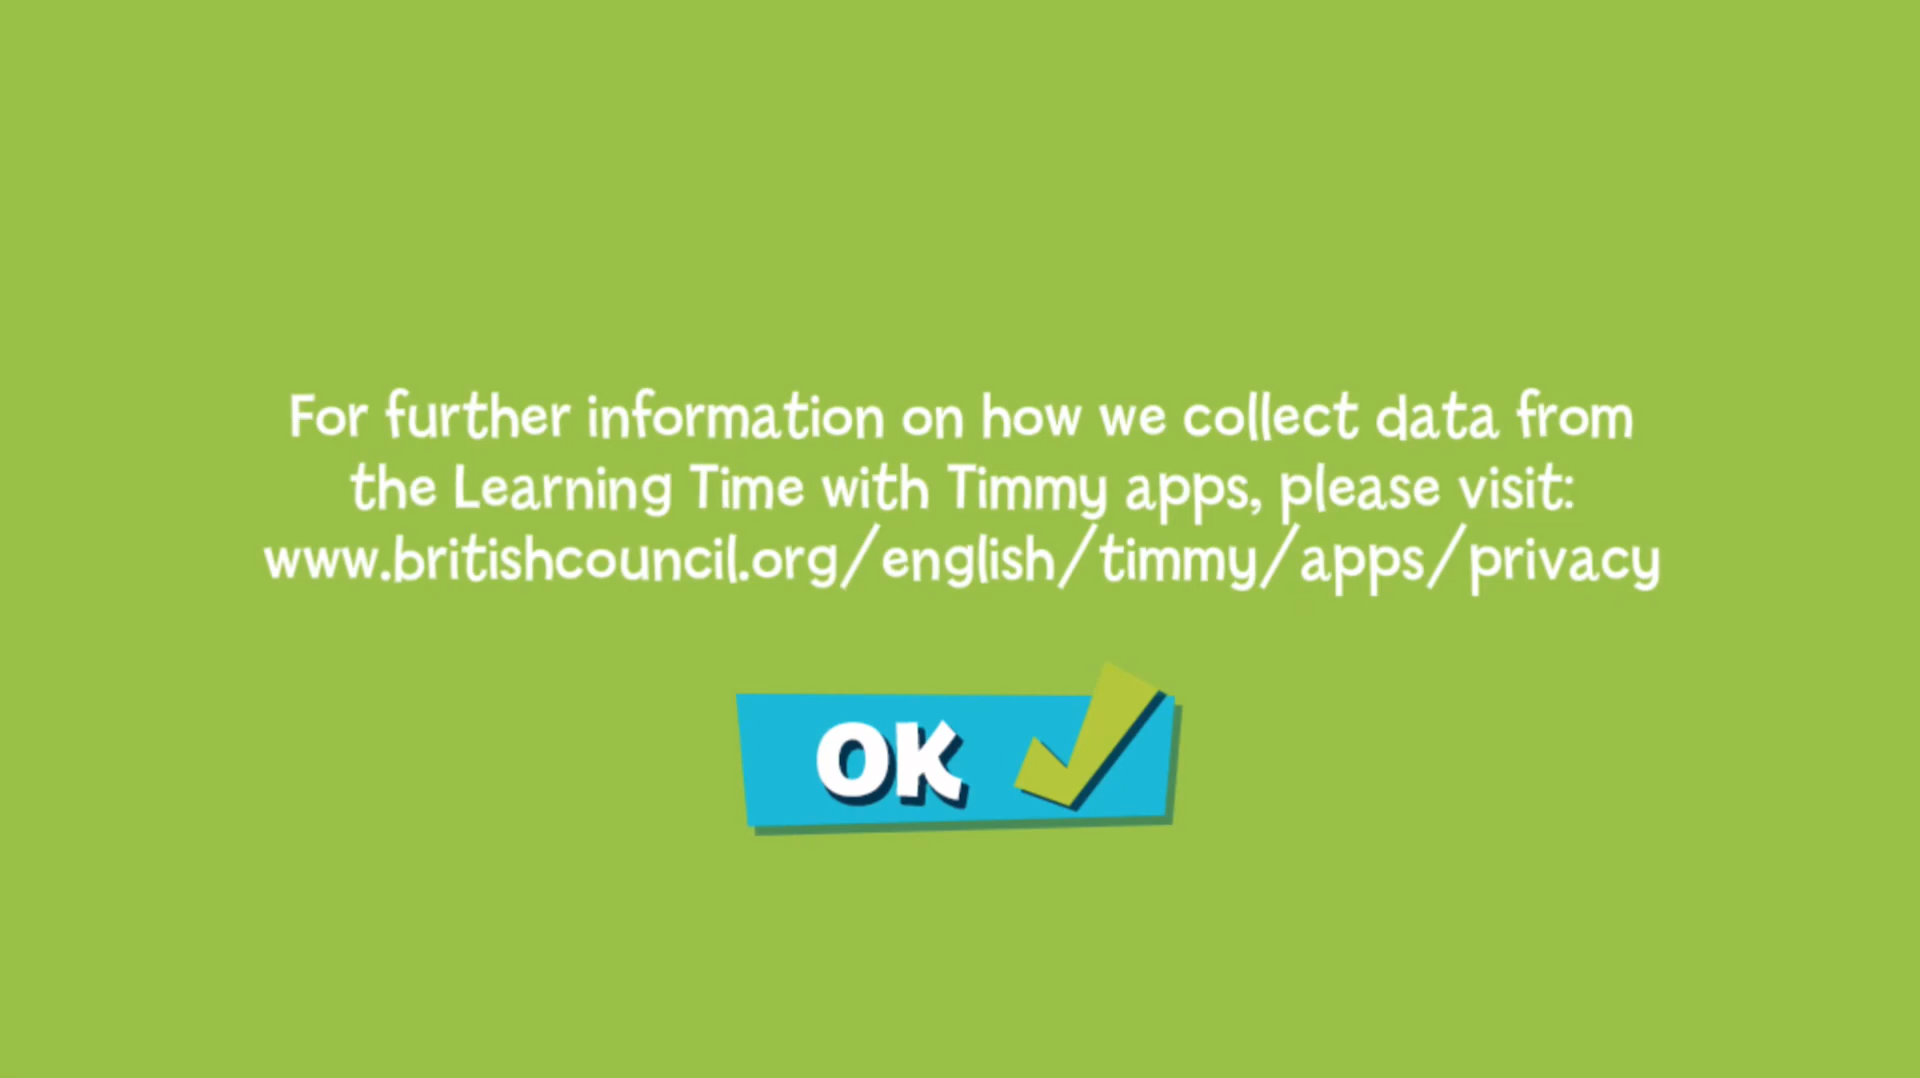 For further information on how we collect data from
the Learning Time with Timmy apps, please visit:
www.britishcouncil.org/english/timmy/apps/privacy
OK